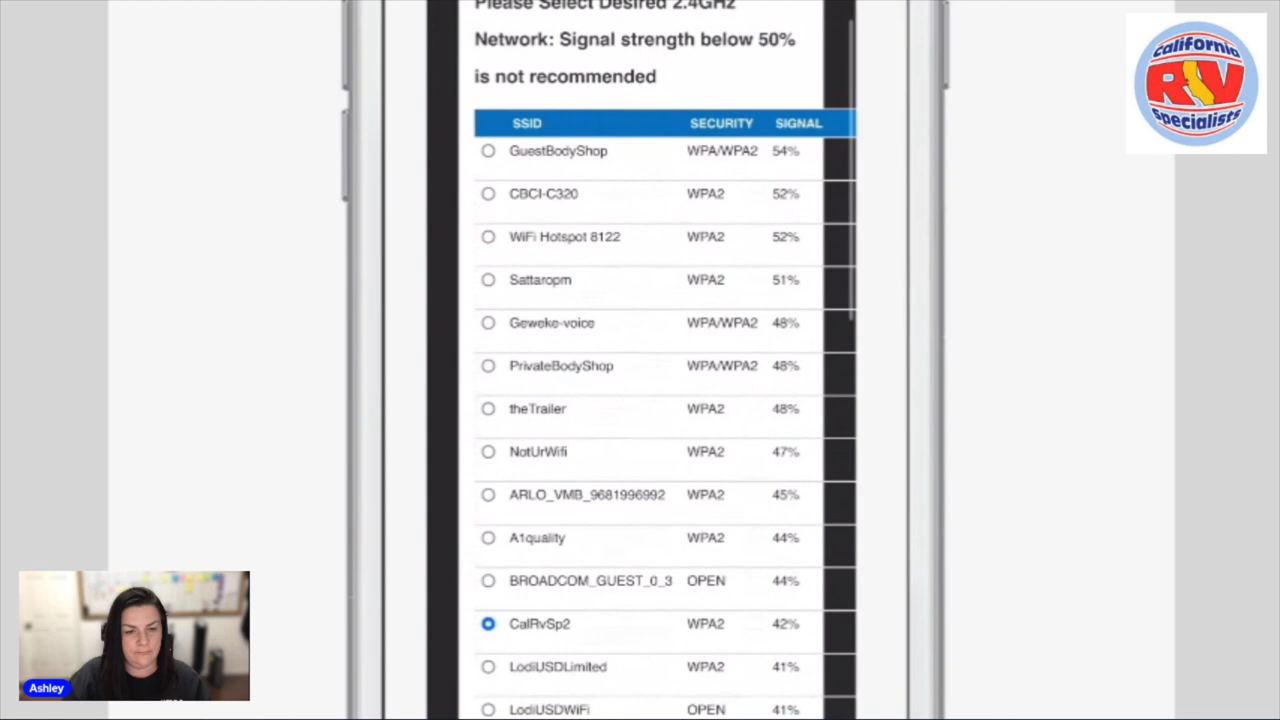 Please Select Desired 2.4GHz
Network: Signal strength below 50%
is not recommended
SSID SECURITY SIGNAL
GuestBodyShop WPA/WPA2 54%
CBCI-C320 WPA2 52%
WiFi Hotspot 8122 WPA2 52%
Sattaropm WPA2 51%
Geweke-voice WPA/WPA2 48%
PrivateBodyShop WPA/WPA2 48%
theTrailer WPA2 48%
NotUrWifi WPA2 47%
ARLO_VMB_9681996992 WPA2 45%
A1quality WPA2 44%
BROADCOM_GUEST_0_3 OPEN 44%
CalRvSp2 WPA2 42%
LodiUSDLimited WPA2 41%
LodiUSDWiFi OPEN 41%
California
RV
Specialists
Ashley